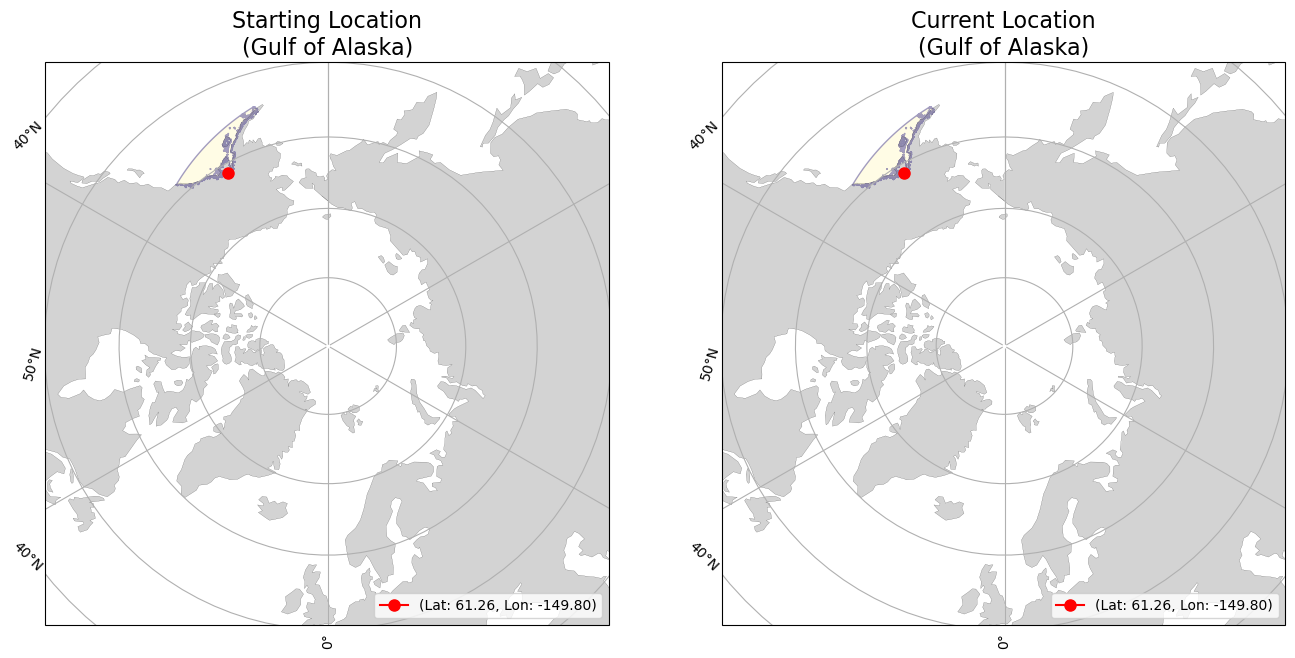 Starting Location
(Gulf of Alaska)
40°N
50°N
40°N
0°
(Lat: 61.26, Lon: -149.80)
Current Location
(Gulf of Alaska)
40°N
50°N
40°N
0°
(Lat: 61.26, Lon: -149.80)